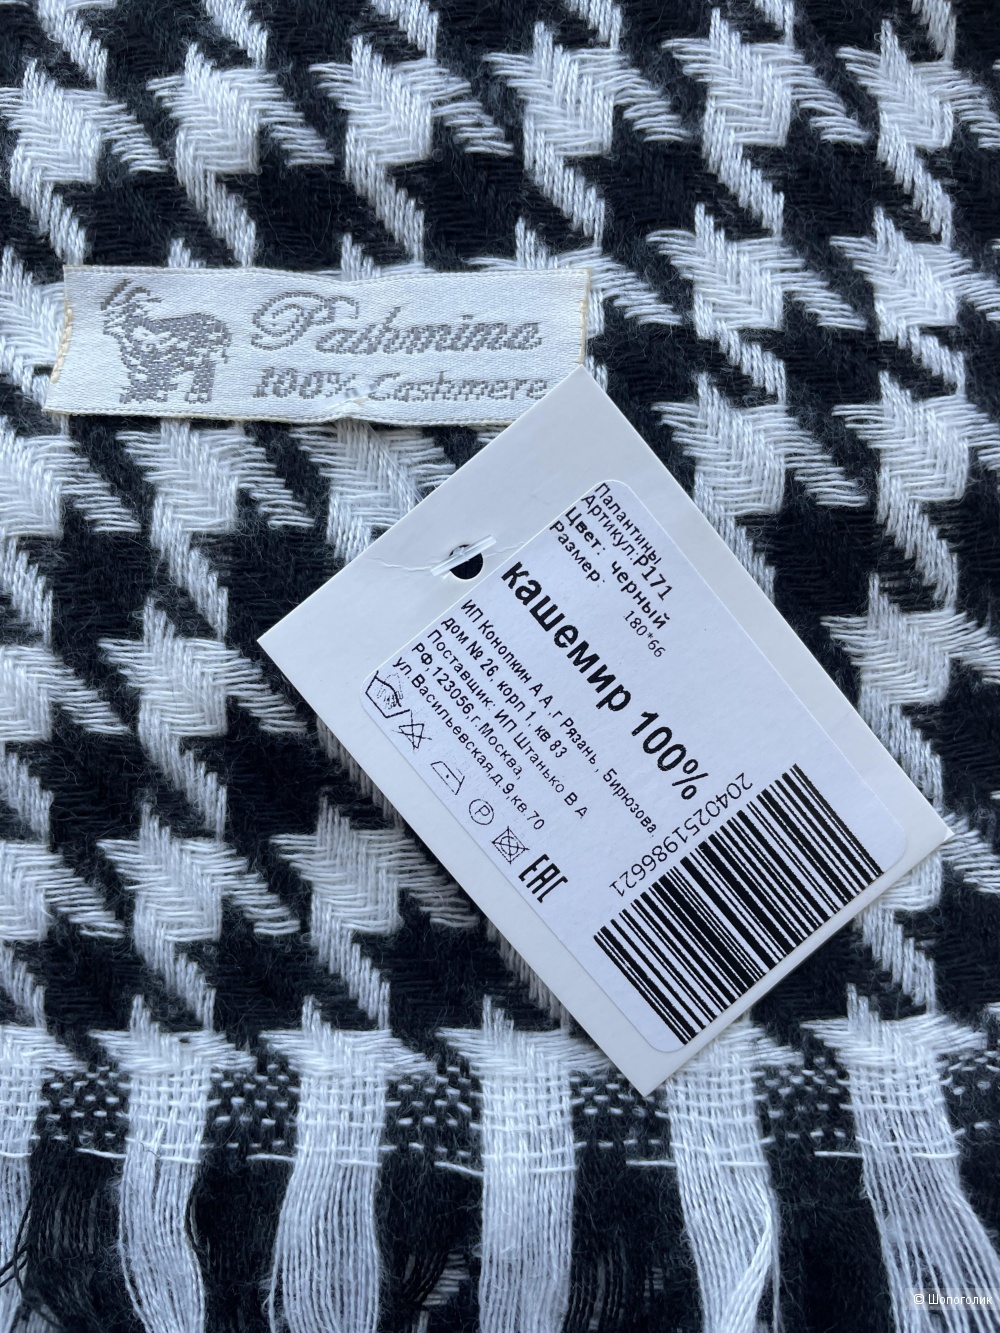 Pashmina
100% Cashmere
Палантины
Артикул:P171
Цвет: черный
Размер:
180*66
кашемир 100%
ИП Конопкин А А ,г Рязань , Бирюзова
дом № 26, корп 1, кв 83
Поставщик: ИП Штанько В А
РФ,123056,г.Москва,
ул.Васильевская,д.9,кв.70
P
EAC
2040251986621
© Шопоголик